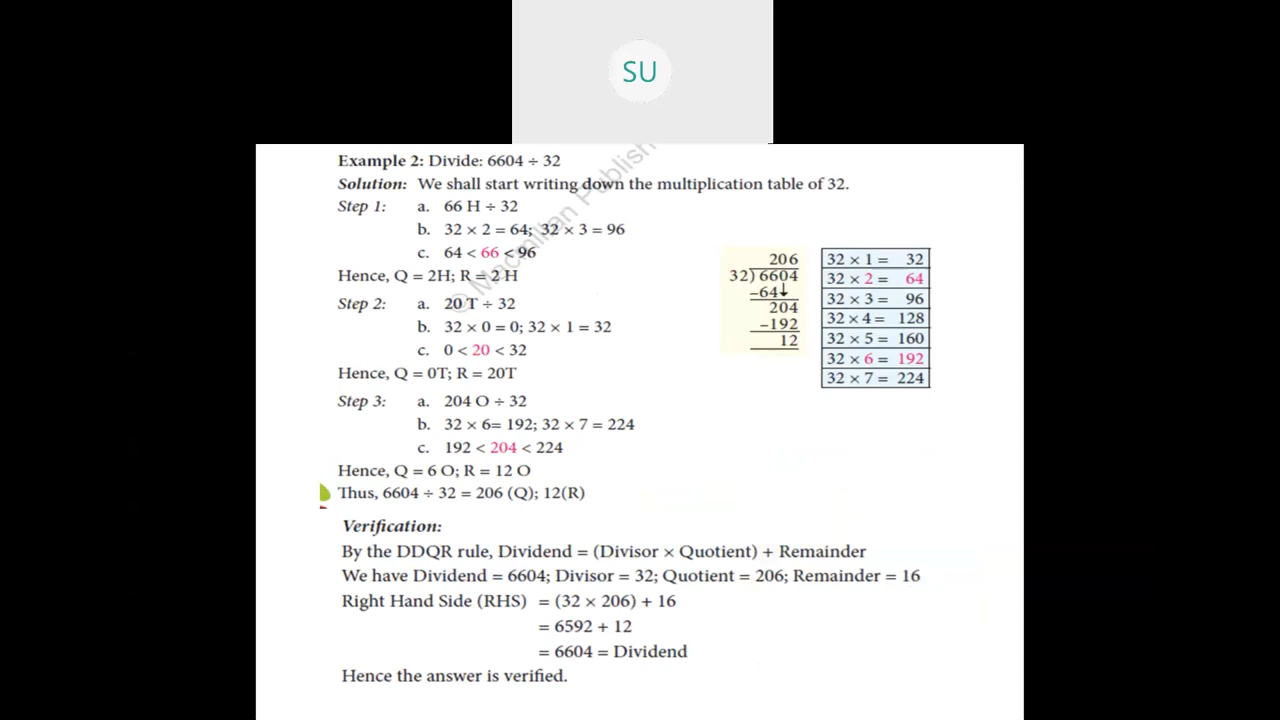 SU
Example 2: Divide: 6604 ÷ 32
Solution: We shall start writing down the multiplication table of 32.
Step 1: a. 66 H ÷ 32
b. 32 × 2 = 64; 32 × 3 = 96
c. 64 < 66 < 96
Hence, Q = 2H; R = 2 H
Step 2: a. 20 T ÷ 32
b. 32 × 0 = 0; 32 × 1 = 32
c. 0 < 20 < 32
Hence, Q = 0T; R = 20T
Step 3: a. 204 O ÷ 32
b. 32 × 6= 192; 32 × 7 = 224
c. 192 < 204 < 224
Hence, Q = 6 O; R = 12 O
Thus, 6604 ÷ 32 = 206 (Q); 12(R)
206
32) 6604
–64↓
204
–192
12
32 × 1 = 32
32 × 2 = 64
32 × 3 = 96
32 × 4 = 128
32 × 5 = 160
32 × 6 = 192
32 × 7 = 224
Verification:
By the DDQR rule, Dividend = (Divisor × Quotient) + Remainder
We have Dividend = 6604; Divisor = 32; Quotient = 206; Remainder = 16
Right Hand Side (RHS) = (32 × 206) + 16
= 6592 + 12
= 6604 = Dividend
Hence the answer is verified.
© Macmillan Publish